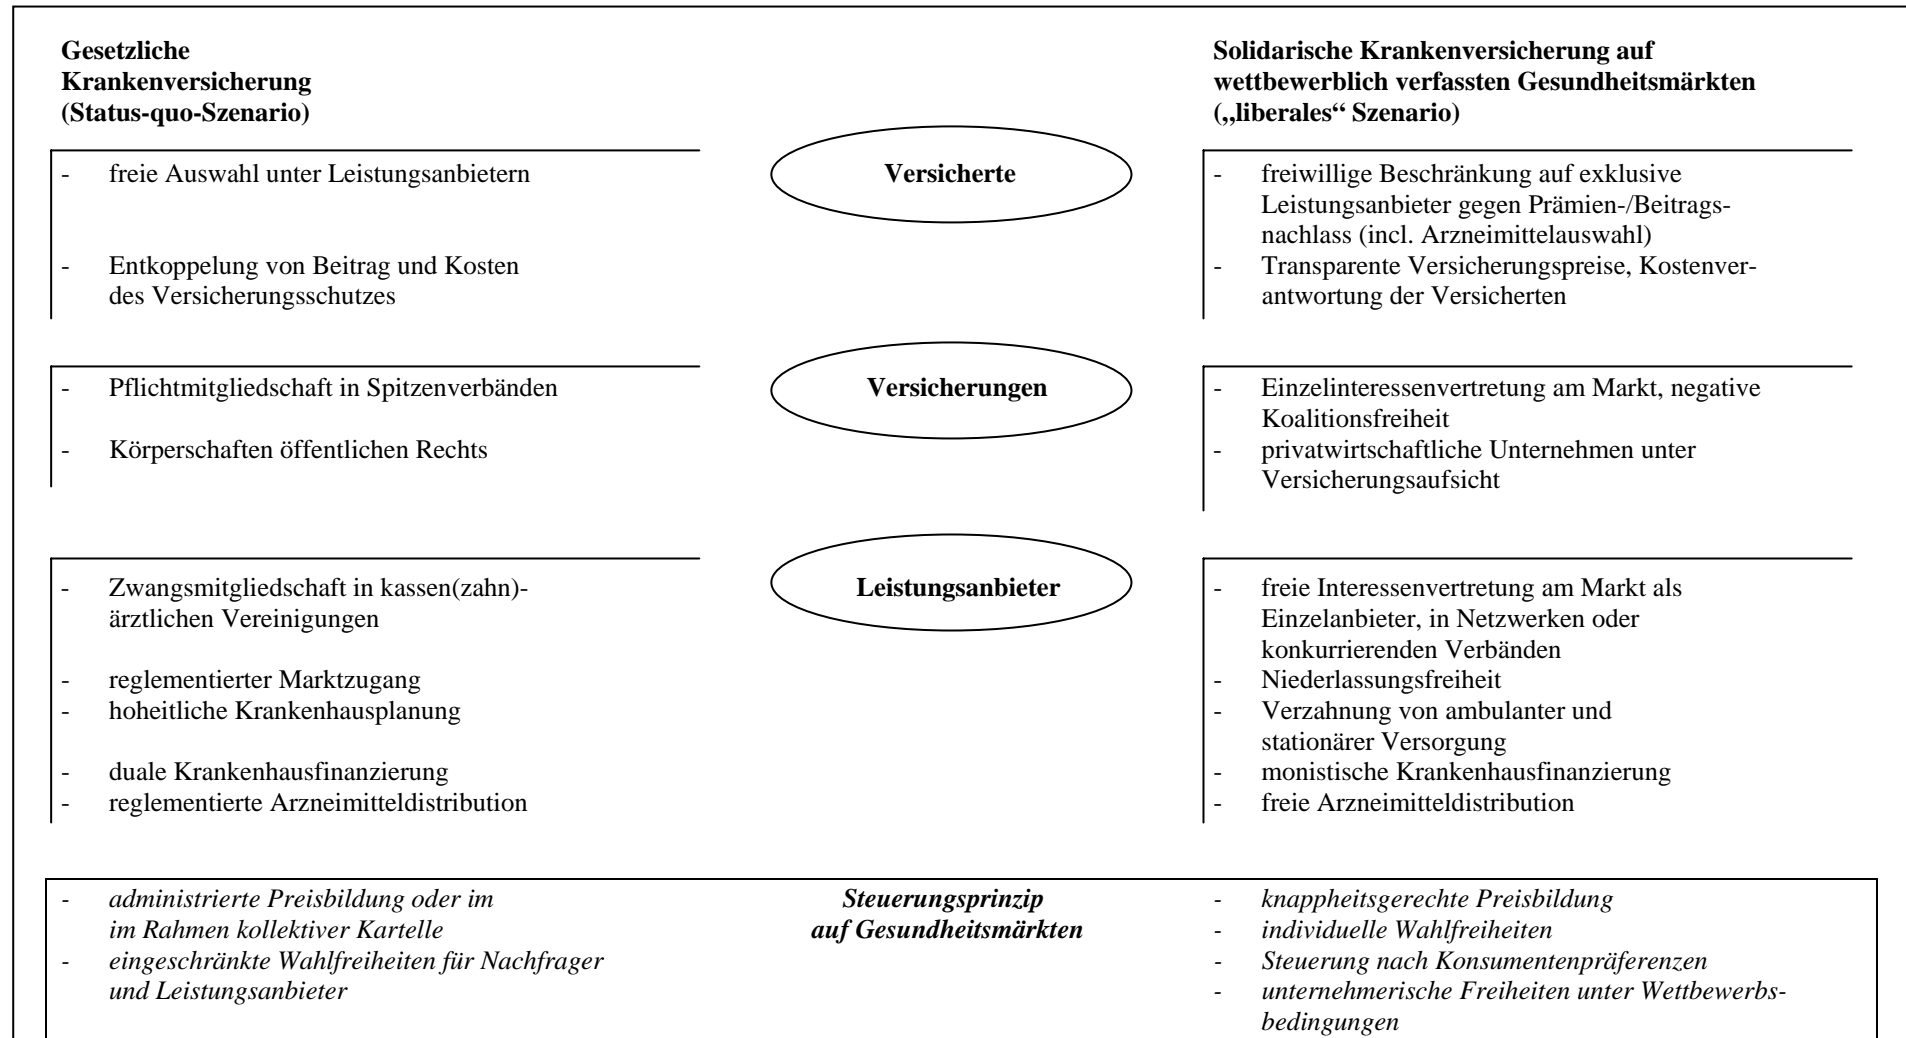 Gesetzliche
Krankenversicherung
(Status-quo-Szenario)
Solidarische Krankenversicherung auf
wettbewerblich verfassten Gesundheitsmärkten
(„liberales“ Szenario)
- freie Auswahl unter Leistungsanbietern
- Entkoppelung von Beitrag und Kosten
des Versicherungsschutzes
Versicherte
- freiwillige Beschränkung auf exklusive
Leistungsanbieter gegen Prämien-/Beitrags-
nachlass (incl. Arzneimittelauswahl)
- Transparente Versicherungspreise, Kostenver-
antwortung der Versicherten
- Pflichtmitgliedschaft in Spitzenverbänden
- Körperschaften öffentlichen Rechts
Versicherungen
- Einzelinteressenvertretung am Markt, negative
Koalitionsfreiheit
- privatwirtschaftliche Unternehmen unter
Versicherungsaufsicht
- Zwangsmitgliedschaft in kassen(zahn)-
ärztlichen Vereinigungen
- reglementierter Marktzugang
- hoheitliche Krankenhausplanung
- duale Krankenhausfinanzierung
- reglementierte Arzneimitteldistribution
Leistungsanbieter
- freie Interessenvertretung am Markt als
Einzelanbieter, in Netzwerken oder
konkurrierenden Verbänden
- Niederlassungsfreiheit
- Verzahnung von ambulanter und
stationärer Versorgung
- monistische Krankenhausfinanzierung
- freie Arzneimitteldistribution
- administrierte Preisbildung oder im
im Rahmen kollektiver Kartelle
- eingeschränkte Wahlfreiheiten für Nachfrager
und Leistungsanbieter
Steuerungsprinzip
auf Gesundheitsmärkten
- knappheitsgerechte Preisbildung
- individuelle Wahlfreiheiten
- Steuerung nach Konsumentenpräferenzen
- unternehmerische Freiheiten unter Wettbewerbs-
bedingungen